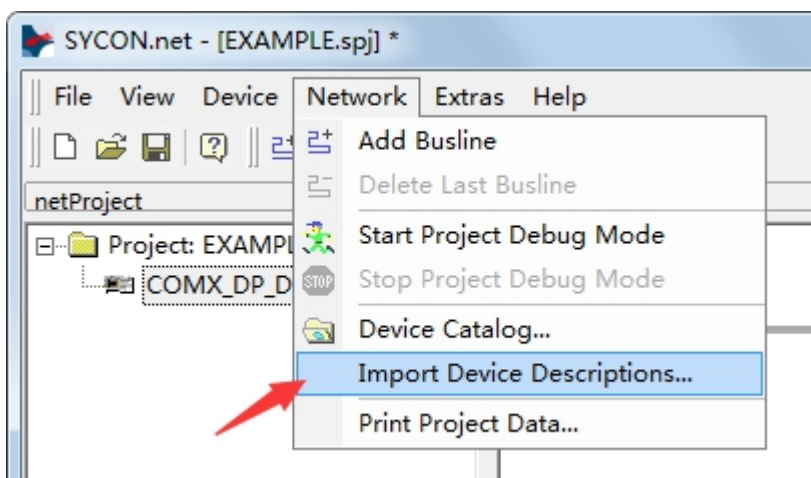 SYCON.net - [EXAMPLE.spj] *
File View Device Network Extras Help
Add Busline
Delete Last Busline
netProject
Start Project Debug Mode
Project: EXAMPL
STOP Stop Project Debug Mode
COMX_DP_D
Device Catalog...
Import Device Descriptions...
Print Project Data...